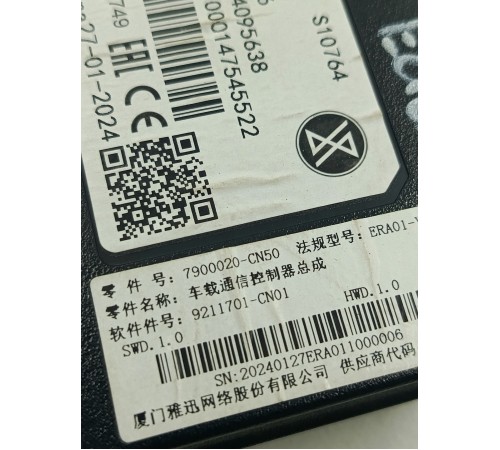 S10764
4095638
000147545522
749
EAC CE
27-01-2024
零件号: 7900020-CN50 法规型号: ERA01-
零件名称: 车载通信控制器总成
软件件号: 9211701-CN01 HWD.1.0
SWD.1.0
SN:20240127ERA011000006
厦门雅迅网络股份有限公司 供应商代码